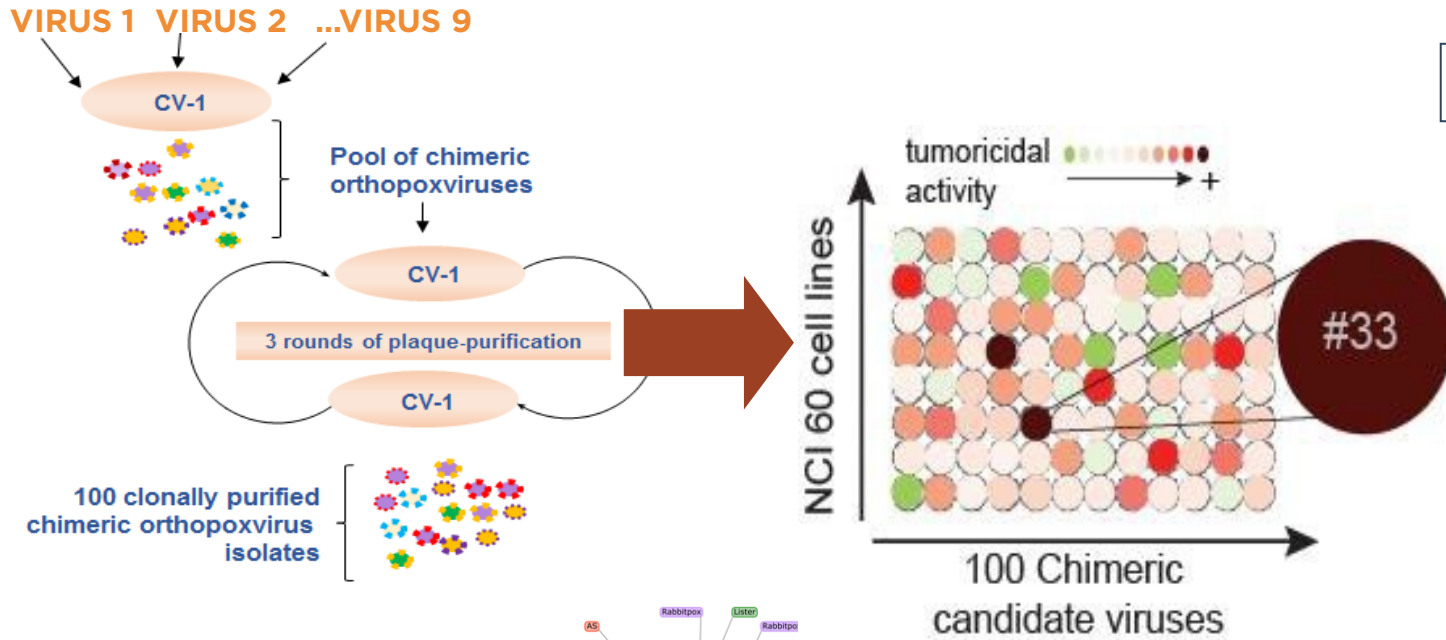 VIRUS 1 VIRUS 2 ...VIRUS 9
CV-1
Pool of chimeric
orthopoxviruses
CV-1
3 rounds of plaque-purification
CV-1
100 clonally purified
chimeric orthopoxvirus
isolates
tumoricidal
activity
+
NCI 60 cell lines
#33
100 Chimeric
candidate viruses
AS
Rabbitpox
Lister